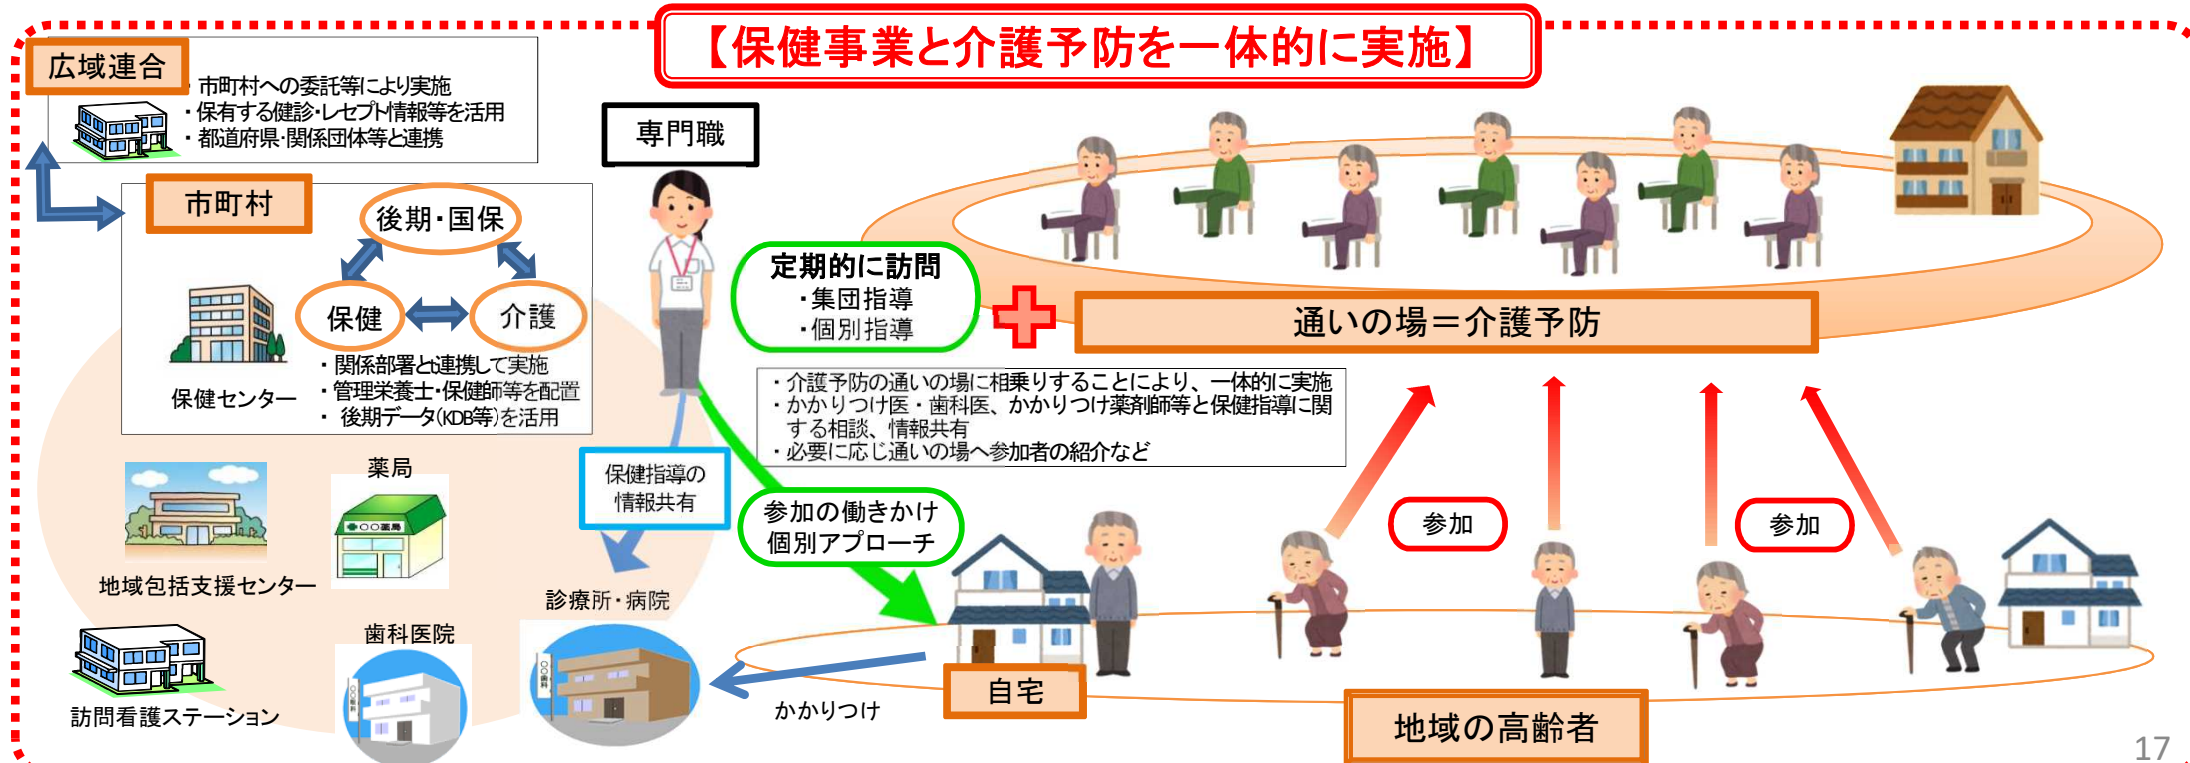 【保健事業と介護予防を一体的に実施】
広域連合
・ 市町村への委託等により実施
・保有する健診・レセプト情報等を活用
・都道府県・関係団体等と連携
専門職
市町村
後期・国保
保健
介護
保健センター
・関係部署と連携して実施
・管理栄養士・保健師等を配置
・ 後期データ(KDB等)を活用
定期的に訪問
・集団指導
・個別指導
通いの場＝介護予防
・介護予防の通いの場に相乗りすることにより、一体的に実施
・かかりつけ医・歯科医、かかりつけ薬剤師等と保健指導に関
する相談、情報共有
・必要に応じ通いの場へ参加者の紹介など
保健指導の
情報共有
参加の働きかけ
個別アプローチ
参加
参加
薬局
〇〇薬局
地域包括支援センター
診療所・病院
〇〇歯科
歯科医院
〇〇歯科
訪問看護ステーション
かかりつけ
自宅
地域の高齢者
17